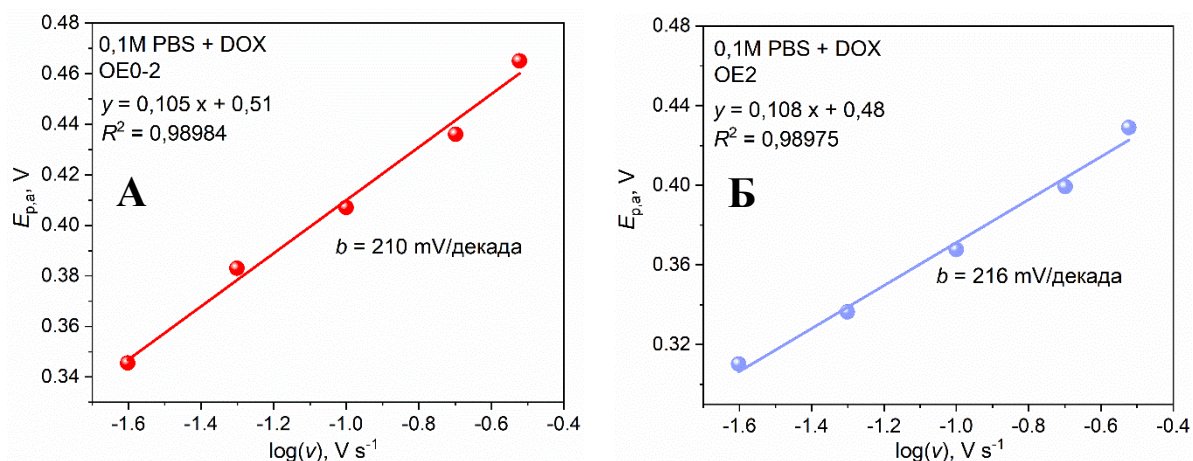 0.48
0.46
0.44
0.42
0.40
0.38
0.36
0.34
E_p,a, V
0,1M PBS + DOX
OE0-2
y = 0,105 x + 0,51
R² = 0,98984
А
b = 210 mV/декада
-1.6 -1.4 -1.2 -1.0 -0.8 -0.6 -0.4
log(v), V s⁻¹
0.48
0.44
0.40
0.36
0.32
E_p,a, V
0,1M PBS + DOX
OE2
y = 0,108 x + 0,48
R² = 0,98975
Б
b = 216 mV/декада
-1.6 -1.4 -1.2 -1.0 -0.8 -0.6 -0.4
log(v), V s⁻¹